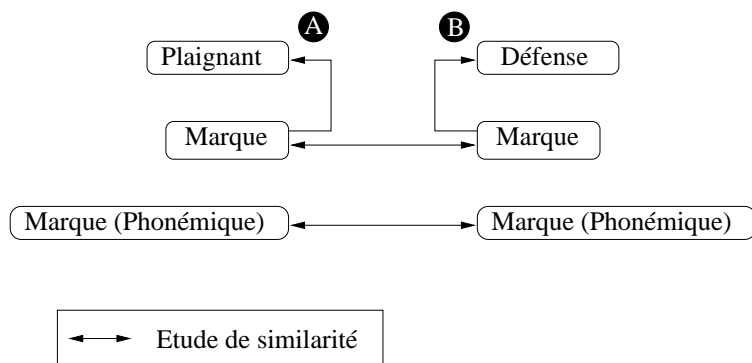 A B
Plaignant Défense
Marque Marque
Marque (Phonémique) Marque (Phonémique)
Etude de similarité